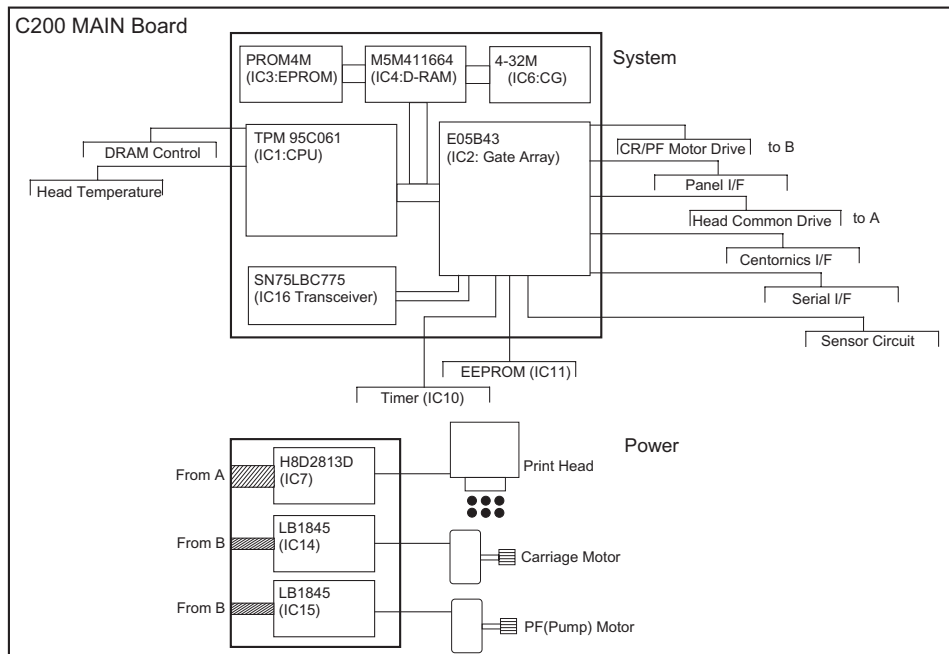 C200 MAIN Board
System
PROM4M
(IC3:EPROM)
M5M411664
(IC4:D-RAM)
4-32M
(IC6:CG)
TPM 95C061
(IC1:CPU)
E05B43
(IC2: Gate Array)
DRAM Control
Head Temperature
CR/PF Motor Drive to B
Panel I/F
Head Common Drive to A
Centornics I/F
Serial I/F
Sensor Circuit
SN75LBC775
(IC16 Transceiver)
EEPROM (IC11)
Timer (IC10)
Power
From A
H8D2813D
(IC7)
Print Head
From B
LB1845
(IC14)
Carriage Motor
From B
LB1845
(IC15)
PF(Pump) Motor